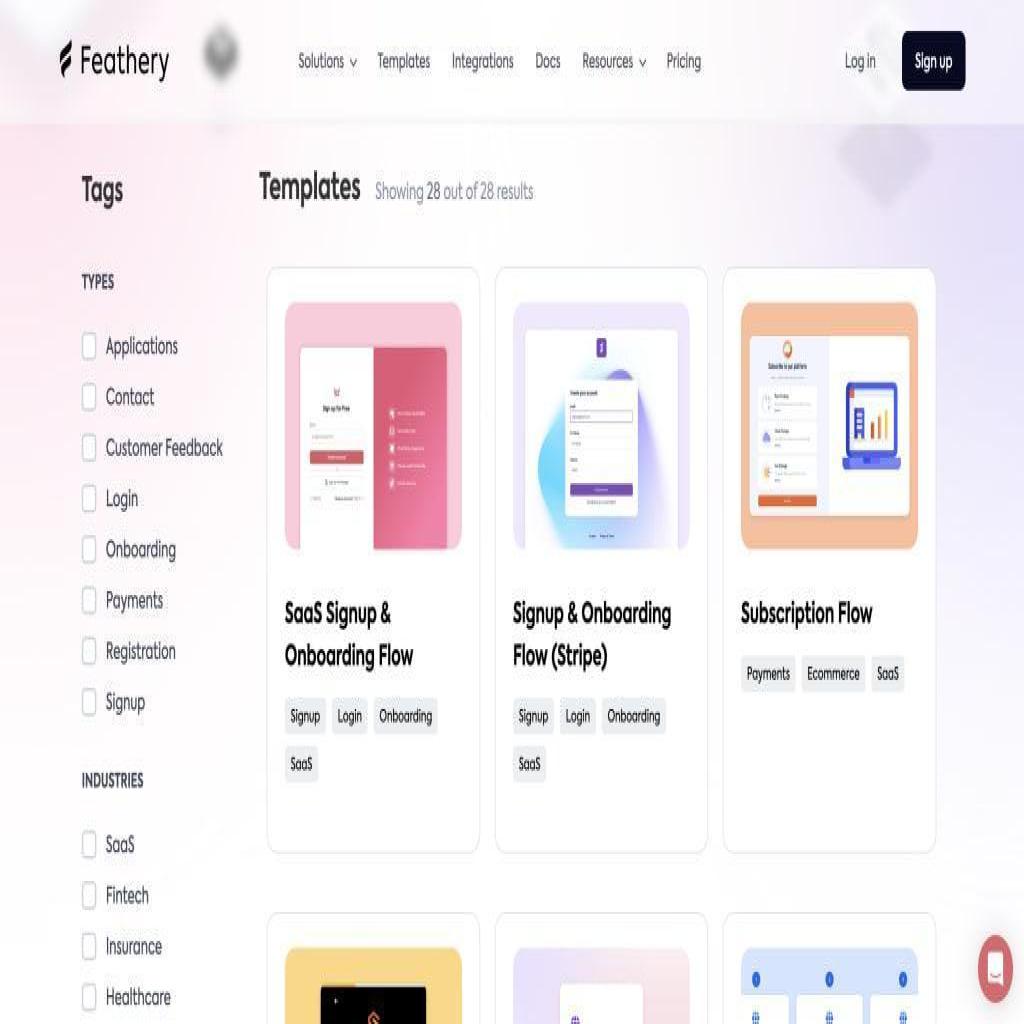 Feathery
Solutions
Templates
Integrations
Docs
Resources
Pricing
Log in
Sign up
Tags
Templates
Showing 28 out of 28 results
TYPES
Applications
Contact
Customer Feedback
Login
Onboarding
Payments
Registration
Signup
INDUSTRIES
SaaS
Fintech
Insurance
Healthcare
Sign up for Free
SaaS Signup &
Onboarding Flow
Signup
Login
Onboarding
SaaS
Signup & Onboarding
Flow (Stripe)
Signup
Login
Onboarding
SaaS
Subscribe to our platform
Subscription Flow
Payments
Ecommerce
SaaS